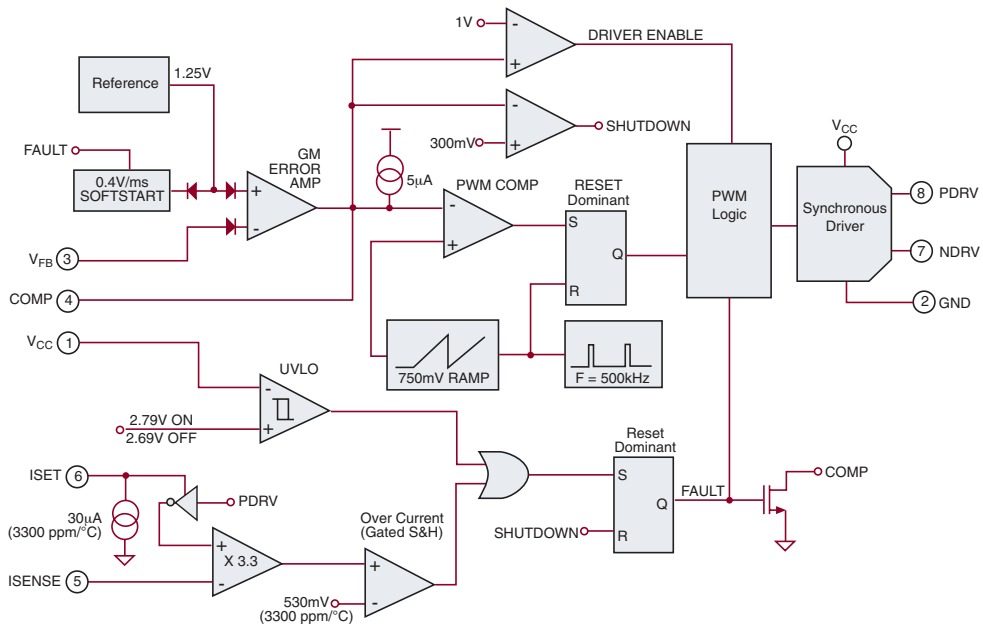 1V
-
+
DRIVER ENABLE
Reference
1.25V
-
+
300mV
SHUTDOWN
FAULT
0.4V/ms
SOFTSTART
GM
ERROR
AMP
+
-
5µA
PWM COMP
-
+
RESET
Dominant
S
Q
R
PWM
Logic
VCC
Synchronous
Driver
8 PDRV
7 NDRV
2 GND
VFB 3
COMP 4
VCC 1
750mV RAMP
F = 500kHz
UVLO
-
+
2.79V ON
2.69V OFF
ISET 6
PDRV
30µA
(3300 ppm/°C)
+
X 3.3
-
ISENSE 5
Over Current
(Gated S&H)
+
-
530mV
(3300 ppm/°C)
Reset
Dominant
S
Q
R
SHUTDOWN
FAULT
COMP